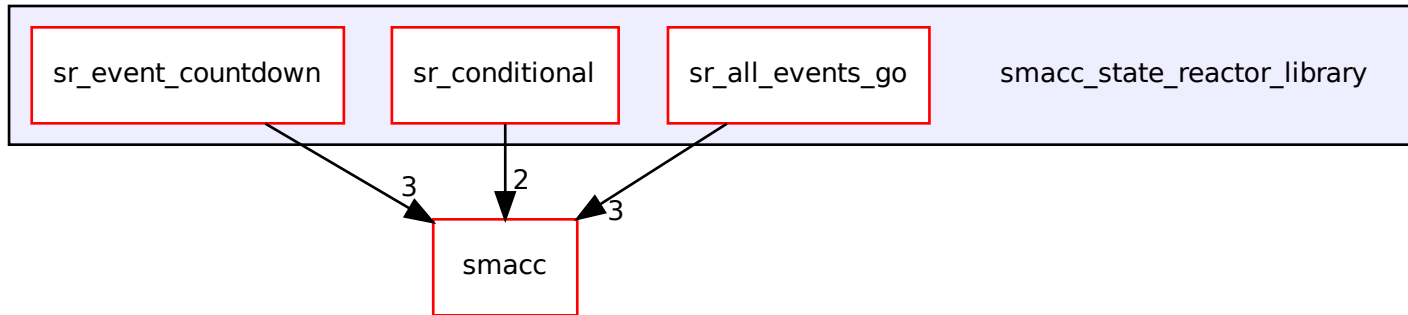 sr_event_countdown
sr_conditional
sr_all_events_go
smacc_state_reactor_library
3
2
3
smacc